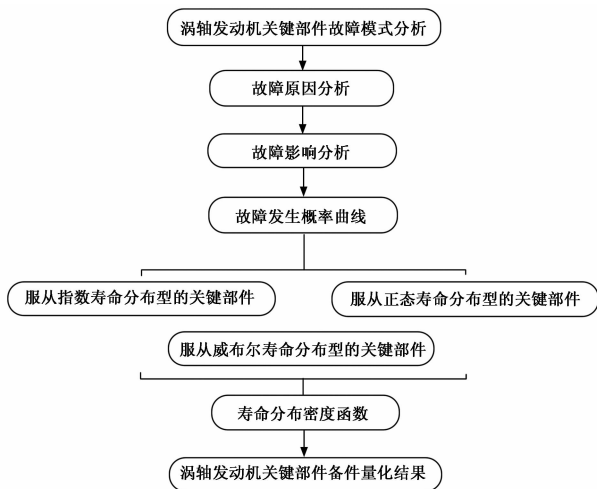 涡轴发动机关键部件故障模式分析
故障原因分析
故障影响分析
故障发生概率曲线
服从指数寿命分布型的关键部件
服从正态寿命分布型的关键部件
服从威布尔寿命分布型的关键部件
寿命分布密度函数
涡轴发动机关键部件备件量化结果